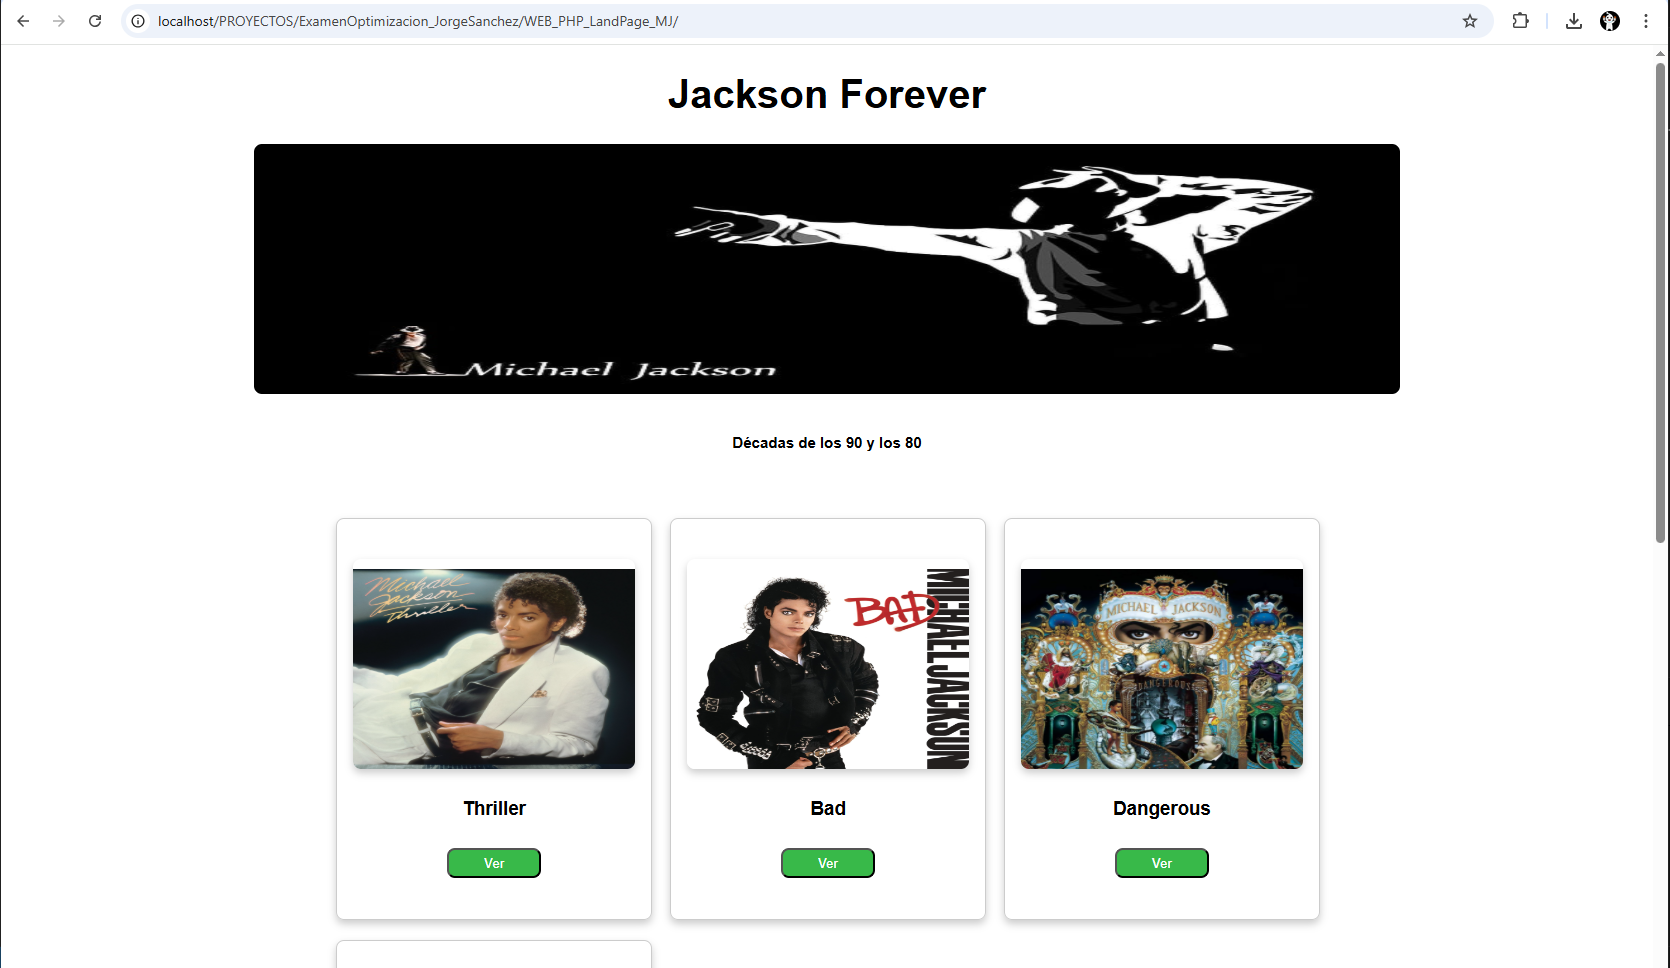 localhost/PROYECTOS/ExamenOptimizacion_JorgeSanchez/WEB_PHP_LandPage_MJ/
Jackson Forever
Michael Jackson
Décadas de los 90 y los 80
Michael
Jackson
Thriller
BAD
MICHAEL JACKSON
MICHAEL JACKSON
DANGEROUS
Thriller
Bad
Dangerous
Ver
Ver
Ver